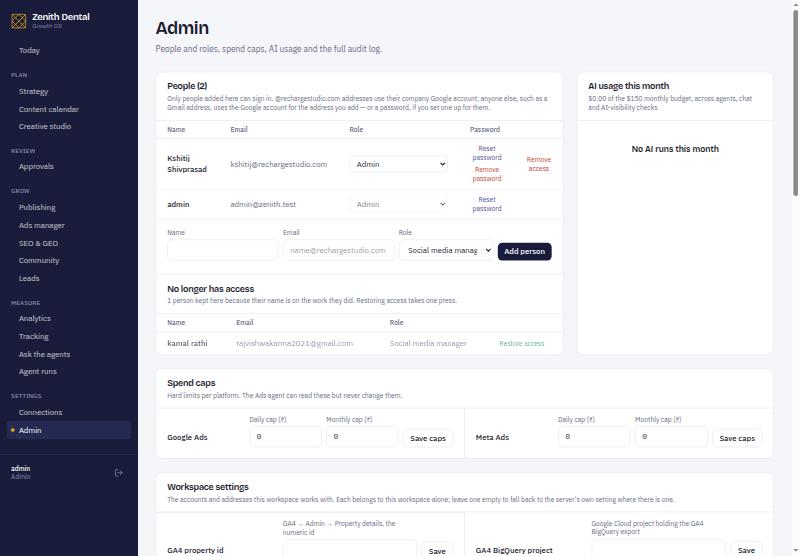 Zenith Dental
Growth OS
Today
PLAN
Strategy
Content calendar
Creative studio
REVIEW
Approvals
GROW
Publishing
Ads manager
SEO & GEO
Community
Leads
MEASURE
Analytics
Tracking
Ask the agents
Agent runs
SETTINGS
Connections
Admin
admin
Admin
Admin
People and roles, spend caps, AI usage and the full audit log.
People (2)
Only people added here can sign in. @rechargestudio.com addresses use their company Google account; anyone else, such as a
Gmail address, uses the Google account for the address you add — or a password, if you set one up for them.
Name Email Role Password
Kshitij Shivprasad kshitij@rechargestudio.com Admin Reset password Remove password Remove access
admin admin@zenith.test Admin Reset password
Name Email Role
name@rechargestudio.com Social media manag Add person
No longer has access
1 person kept here because their name is on the work they did. Restoring access takes one press.
Name Email Role
kamal rathi rajvishwakarma2021@gmail.com Social media manager Restore access
AI usage this month
$0.00 of the $150 monthly budget, across agents, chat
and AI-visibility checks
No AI runs this month
Spend caps
Hard limits per platform. The Ads agent can read these but never change them.
Daily cap (₹) Monthly cap (₹) Daily cap (₹) Monthly cap (₹)
Google Ads 0 0 Save caps Meta Ads 0 0 Save caps
Workspace settings
The accounts and addresses this workspace works with. Each belongs to this workspace alone; leave one empty to fall back to the server's own setting where there is one.
GA4 → Admin → Property details, the
numeric id
GA4 property id Save
Google Cloud project holding the GA4
BigQuery export
GA4 BigQuery project Save